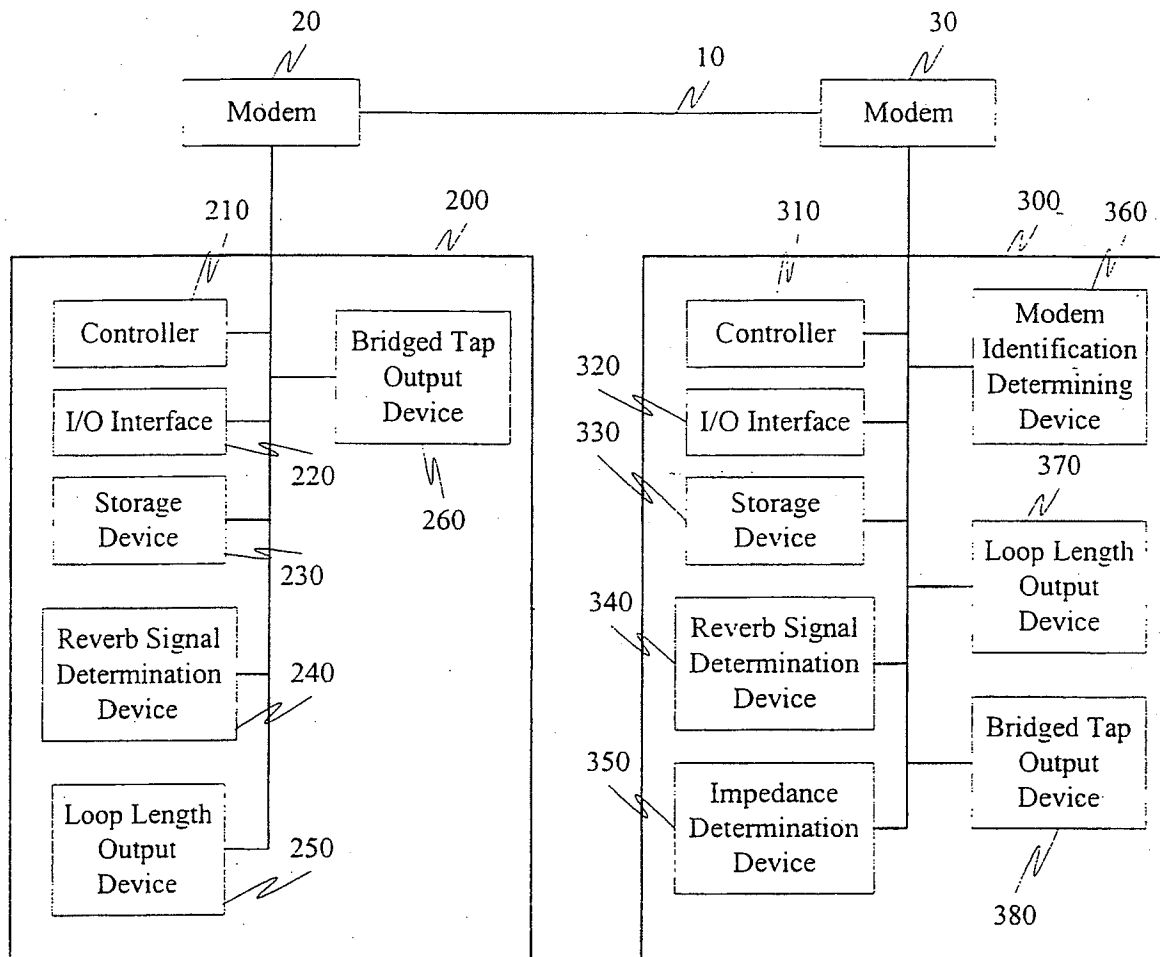 20
10
30
Modem
Modem
210
200
Controller
Bridged Tap
Output
Device
I/O Interface
220
260
Storage
Device
230
Reverb Signal
Determination
Device
240
Loop Length
Output
Device
250
310
300
360
Controller
Modem
Identification
Determining
Device
320
I/O Interface
330
370
Storage
Device
Loop Length
Output
Device
340
Reverb Signal
Determination
Device
350
Bridged Tap
Output
Device
Impedance
Determination
Device
380